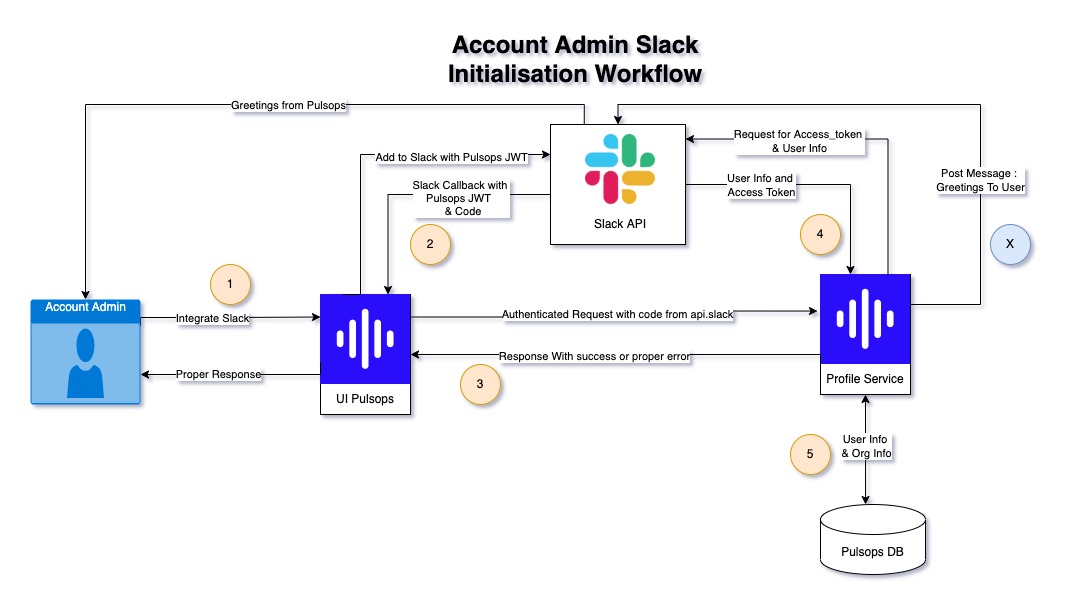 Account Admin Slack
Initialisation Workflow
Greetings from Pulsops
Add to Slack with Pulsops JWT
Slack Callback with
Pulsops JWT
& Code
Slack API
Request for Access_token
& User Info
User Info and
Access Token
Post Message :
Greetings To User
2
4
X
1
Account Admin
Integrate Slack
Proper Response
UI Pulsops
Authenticated Request with code from api.slack
Response With success or proper error
3
Profile Service
5
User Info
& Org Info
Pulsops DB